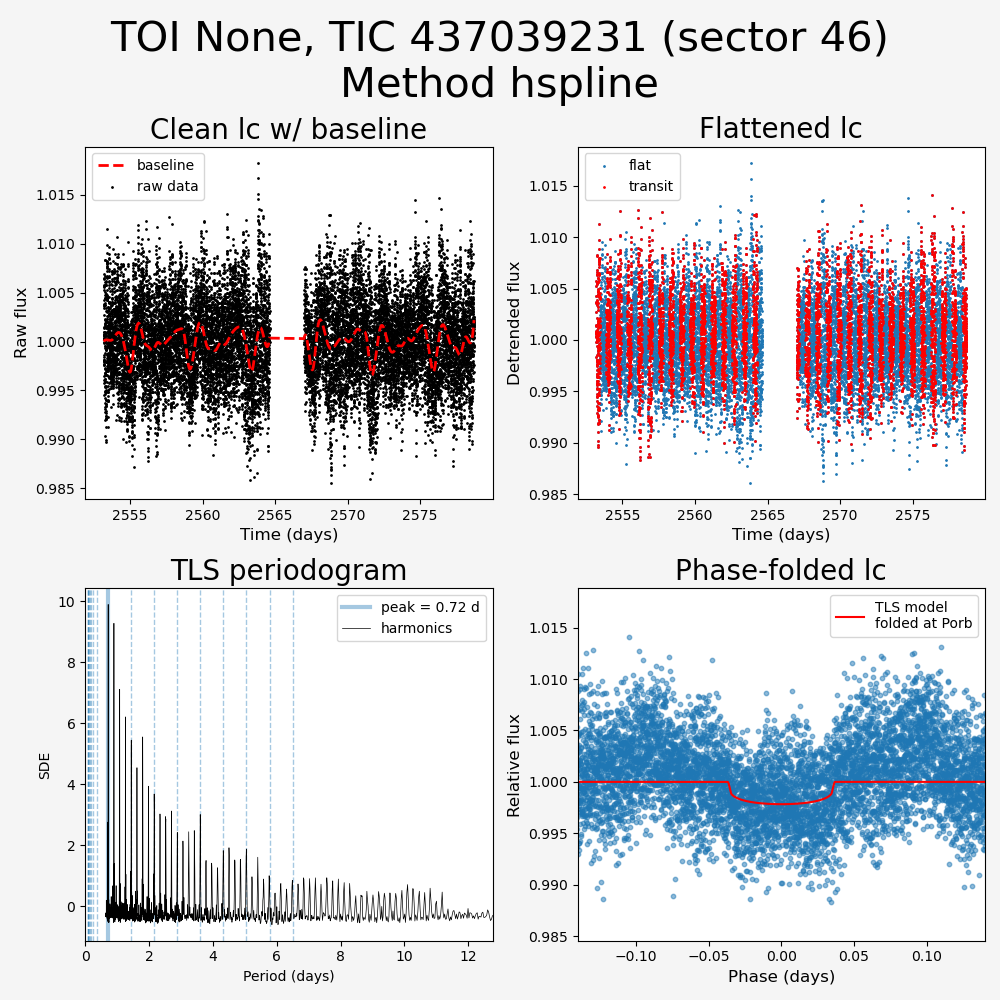 TOI None, TIC 437039231 (sector 46)
Method hspline
Clean lc w/ baseline
baseline
raw data
1.015
1.010
1.005
1.000
0.995
0.990
0.985
Raw flux
2555
2560
2565
2570
2575
Time (days)
Flattened lc
flat
transit
1.015
1.010
1.005
1.000
0.995
0.990
0.985
Detrended flux
2555
2560
2565
2570
2575
Time (days)
TLS periodogram
peak = 0.72 d
harmonics
10
8
6
4
2
0
SDE
0
2
4
6
8
10
12
Period (days)
Phase-folded lc
TLS model
folded at Porb
1.015
1.010
1.005
1.000
0.995
0.990
0.985
Relative flux
−0.10
−0.05
0.00
0.05
0.10
Phase (days)